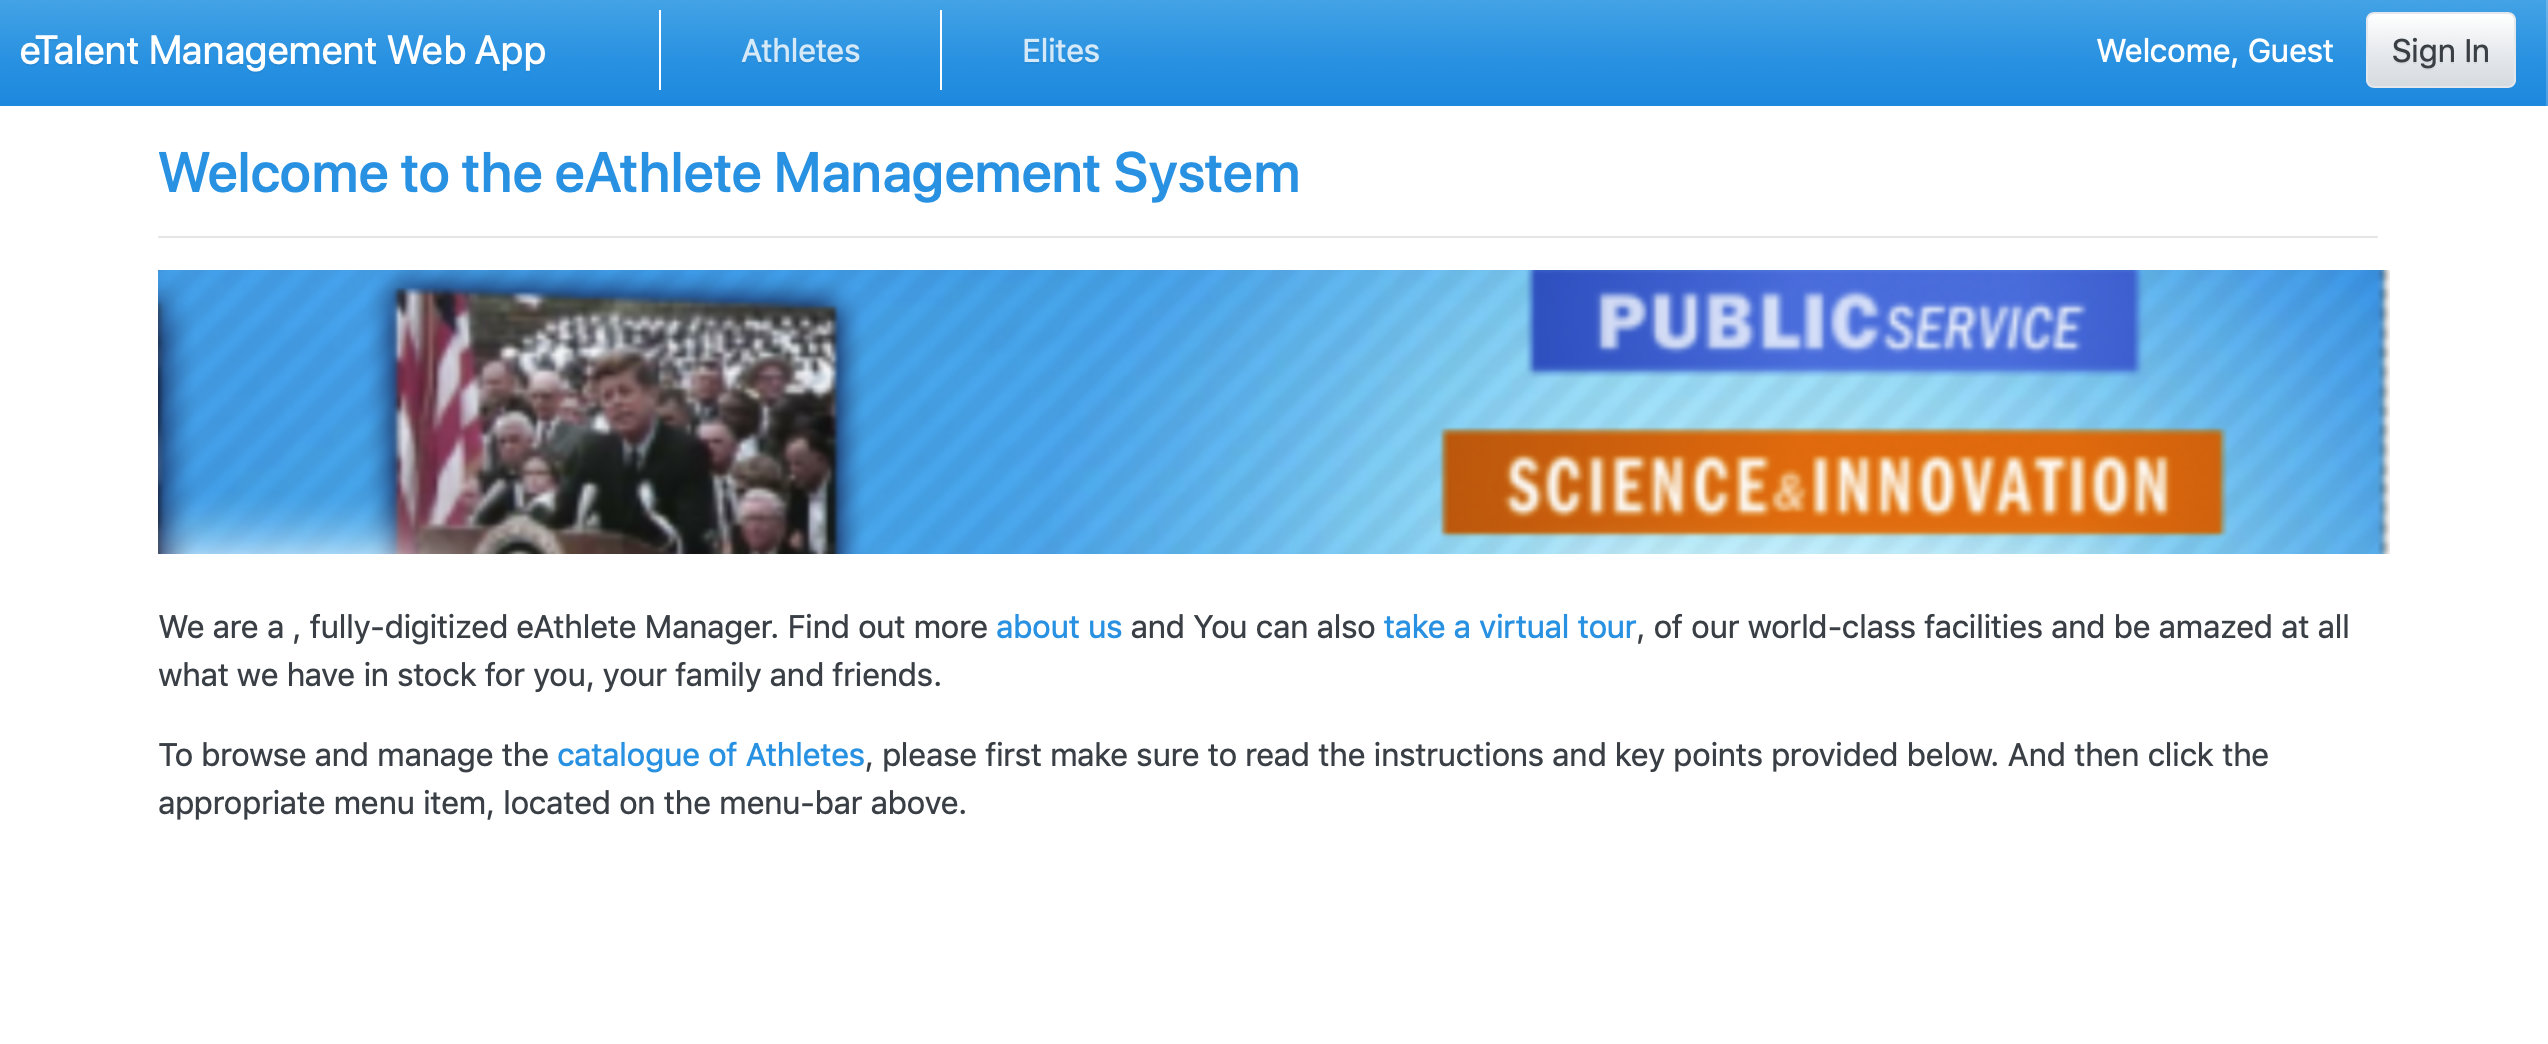 eTalent Management Web App
Athletes
Elites
Welcome, Guest
Sign In
Welcome to the eAthlete Management System
PUBLIC SERVICE
SCIENCE & INNOVATION
We are a , fully-digitized eAthlete Manager. Find out more about us and You can also take a virtual tour, of our world-class facilities and be amazed at all
what we have in stock for you, your family and friends.
To browse and manage the catalogue of Athletes, please first make sure to read the instructions and key points provided below. And then click the
appropriate menu item, located on the menu-bar above.